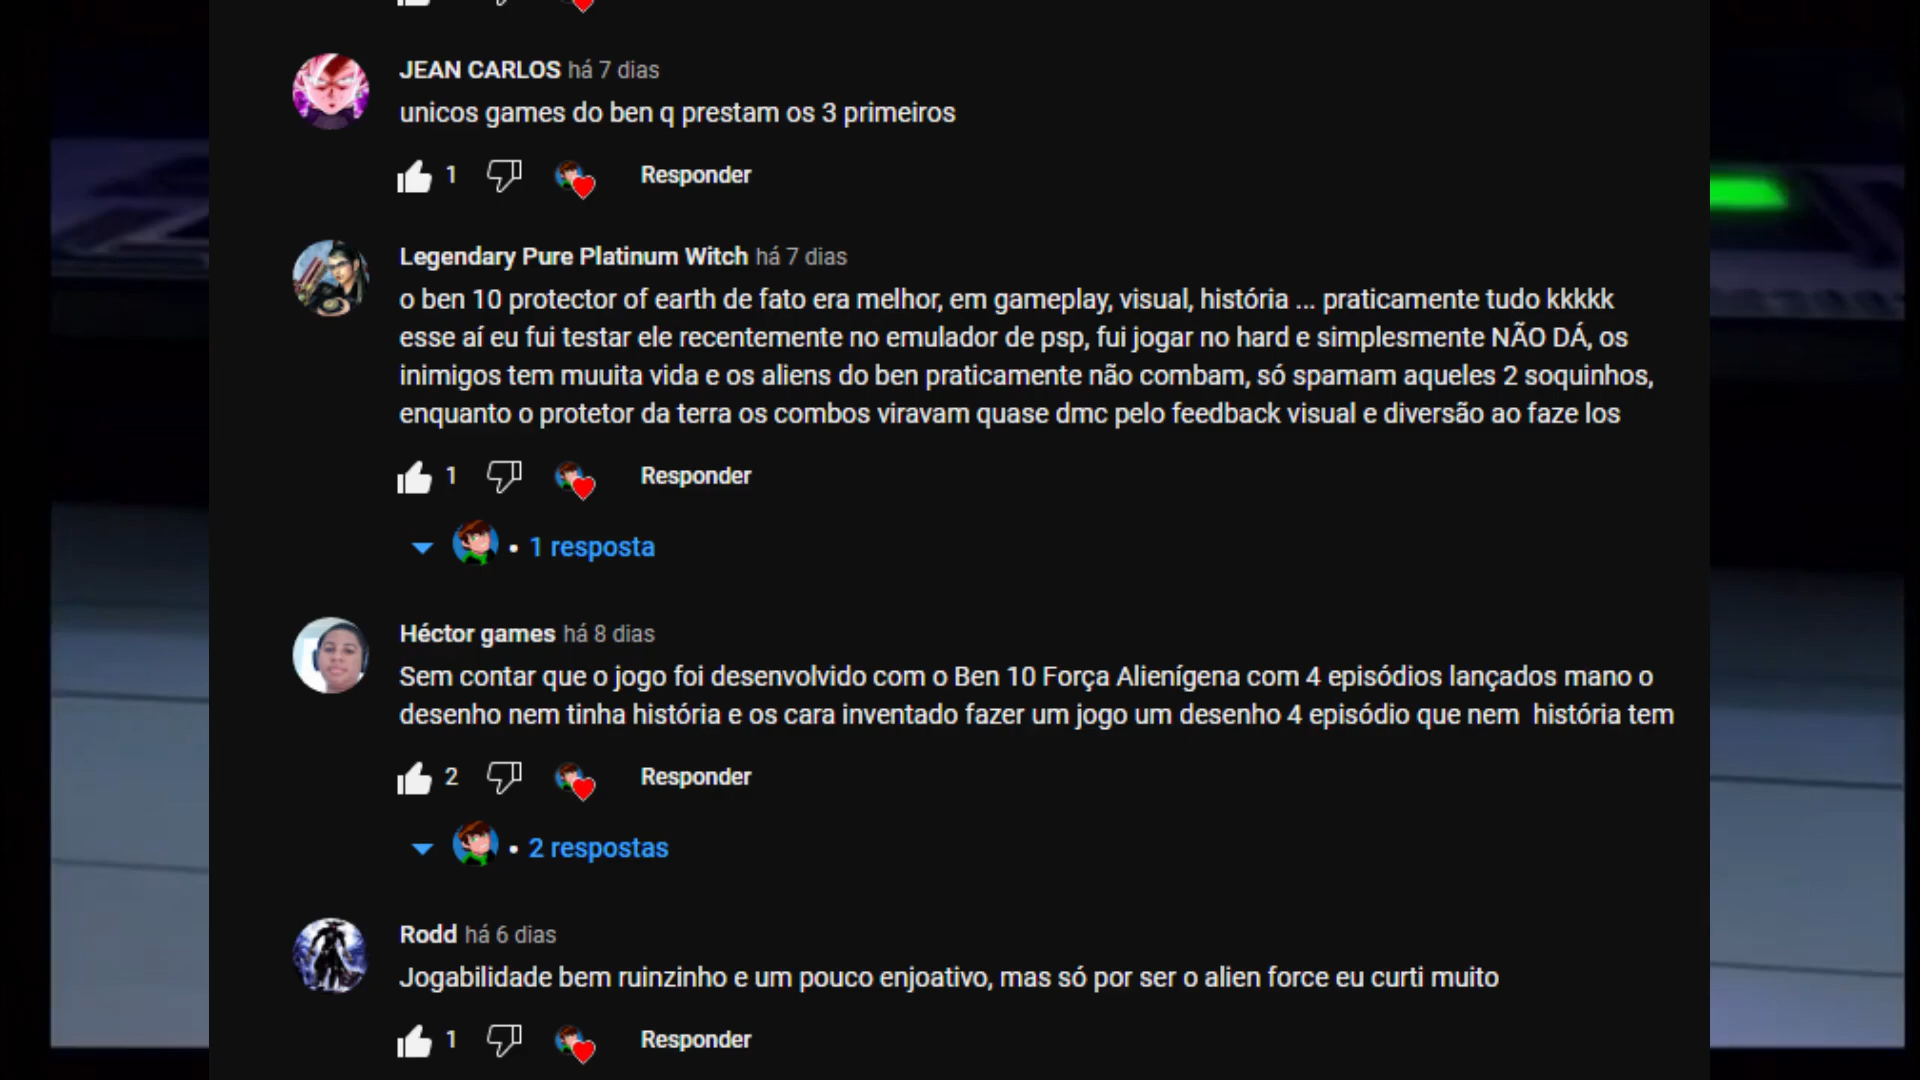 JEAN CARLOS há 7 dias
unicos games do ben q prestam os 3 primeiros
1 Responder
Legendary Pure Platinum Witch há 7 dias
o ben 10 protector of earth de fato era melhor, em gameplay, visual, história ... praticamente tudo kkkkk
esse aí eu fui testar ele recentemente no emulador de psp, fui jogar no hard e simplesmente NÃO DÁ, os
inimigos tem muuita vida e os aliens do ben praticamente não combam, só spamam aqueles 2 soquinhos,
enquanto o protetor da terra os combos viravam quase dmc pelo feedback visual e diversão ao faze los
1 Responder
• 1 resposta
Héctor games há 8 dias
Sem contar que o jogo foi desenvolvido com o Ben 10 Força Alienígena com 4 episódios lançados mano o
desenho nem tinha história e os cara inventado fazer um jogo um desenho 4 episódio que nem  história tem
2 Responder
• 2 respostas
Rodd há 6 dias
Jogabilidade bem ruinzinho e um pouco enjoativo, mas só por ser o alien force eu curti muito
1 Responder